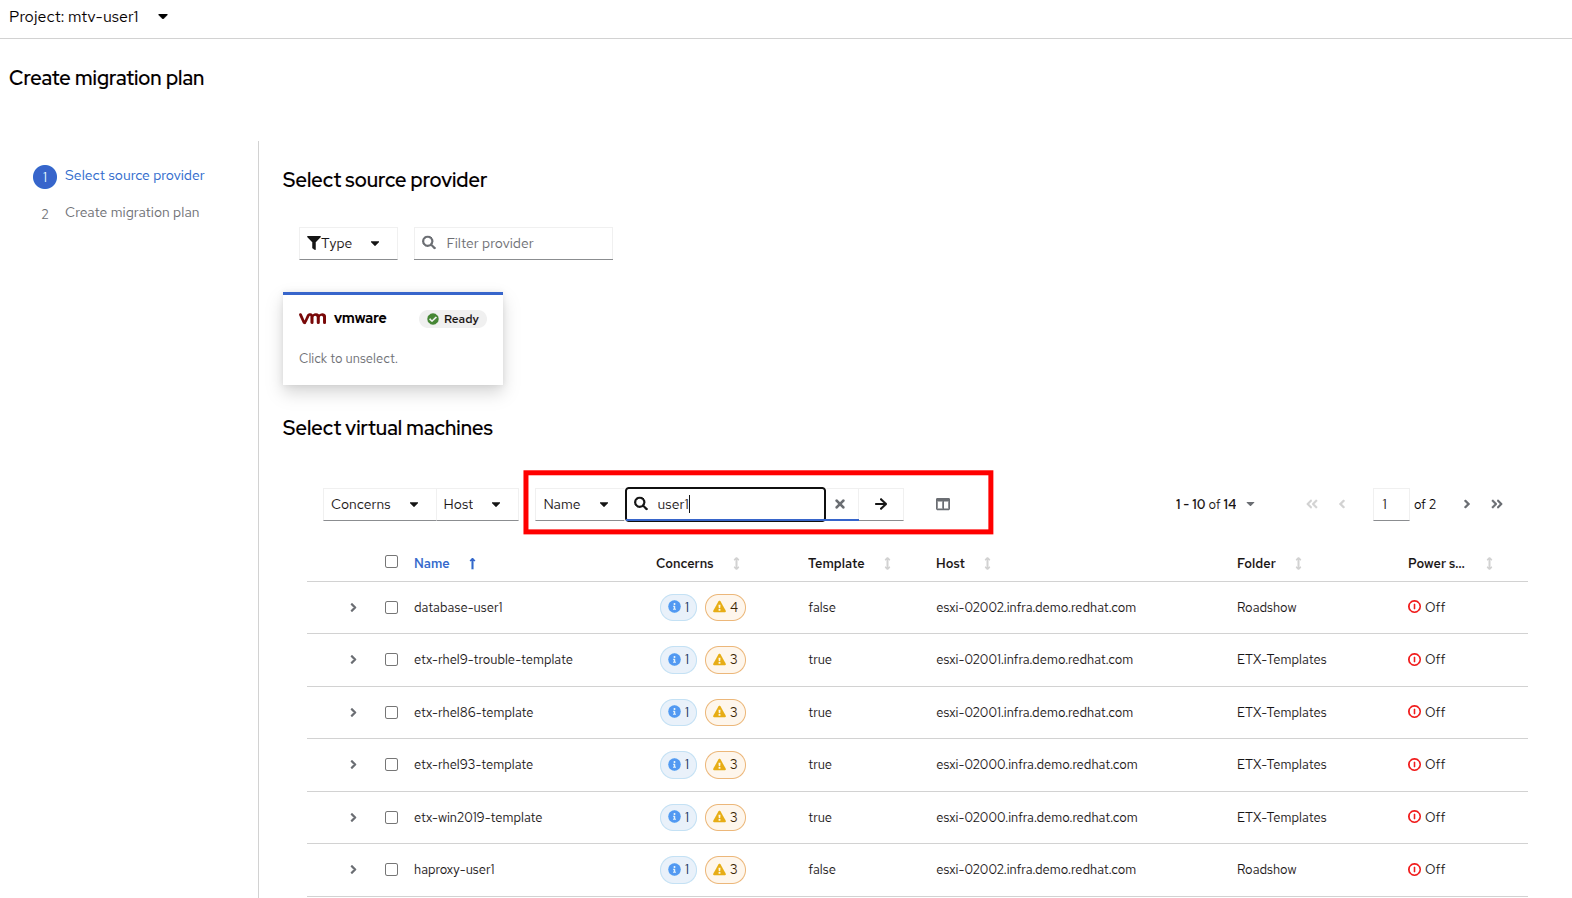 Project: mtv-user1
Create migration plan
1 Select source provider
2 Create migration plan
Select source provider
Type Filter provider
vm vmware Ready
Click to unselect.
Select virtual machines
Concerns Host Name user1 1 - 10 of 14 1 of 2
Name Concerns Template Host Folder Power s...
database-user1 1 4 false esxi-02002.infra.demo.redhat.com Roadshow Off
etx-rhel9-trouble-template 1 3 true esxi-02001.infra.demo.redhat.com ETX-Templates Off
etx-rhel86-template 1 3 true esxi-02001.infra.demo.redhat.com ETX-Templates Off
etx-rhel93-template 1 3 true esxi-02000.infra.demo.redhat.com ETX-Templates Off
etx-win2019-template 1 3 true esxi-02000.infra.demo.redhat.com ETX-Templates Off
haproxy-user1 1 3 false esxi-02002.infra.demo.redhat.com Roadshow Off